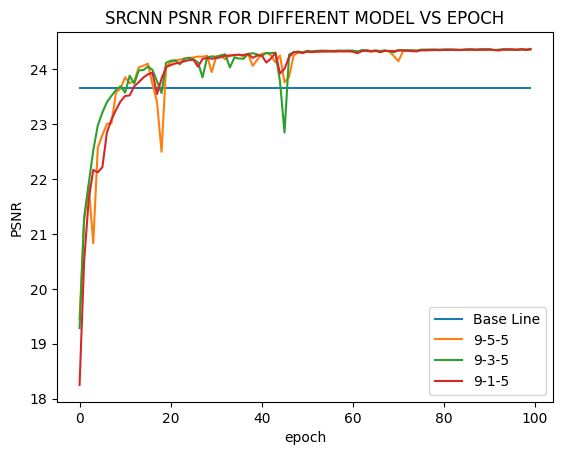 SRCNN PSNR FOR DIFFERENT MODEL VS EPOCH
PSNR
24
23
22
21
20
19
18
0 20 40 60 80 100
epoch
Base Line
9-5-5
9-3-5
9-1-5